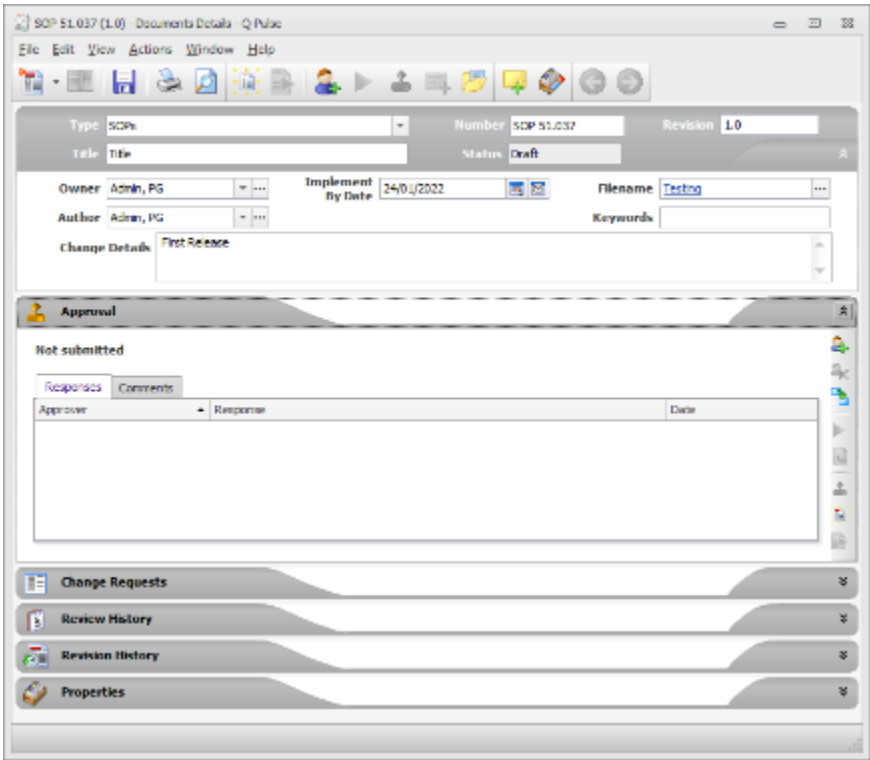 SOP 51.037 (1.0) - Documents Details - Q-Pulse
File Edit View Actions Window Help
Type SOPs Number SOP 51.037 Revision 1.0
Title Title Status Draft
Owner Admin, PG Implement By Date 24/01/2022 Filename Testing
Author Admin, PG Keywords
Change Details First Release
Approval
Not submitted
Responses Comments
Approver Response Date
Change Requests
Review History
Revision History
Properties